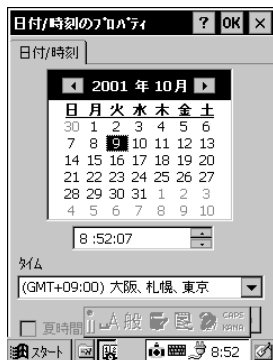 日付/時刻のﾌﾟﾛﾊﾟﾃｨ ? OK ×
日付/時刻
2001 年 10月
日 月 火 水 木 金 土
30 1 2 3 4 5 6
7 8 9 10 11 12 13
14 15 16 17 18 19 20
21 22 23 24 25 26 27
28 29 30 31 1 2 3
4 5 6 7 8 9 10
8 :52:07
ﾀｲﾑ
(GMT+09:00) 大阪、札幌、東京
夏時間 A 般 CAPS
KANA
ｽﾀｰﾄ 8:52